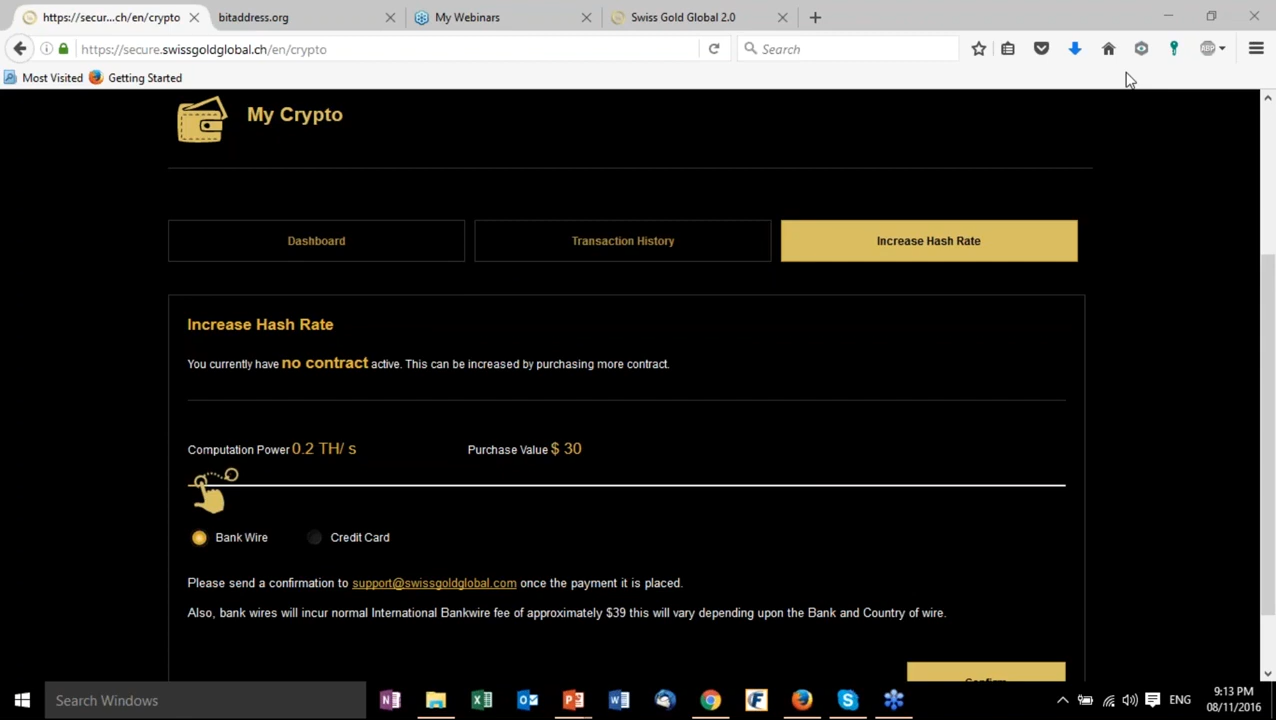 https://secur...ch/en/crypto
bitaddress.org
My Webinars
Swiss Gold Global 2.0
https://secure.swissgoldglobal.ch/en/crypto
Search
ABP
Most Visited
Getting Started
My Crypto
Dashboard
Transaction History
Increase Hash Rate
Increase Hash Rate
You currently have no contract active. This can be increased by purchasing more contract.
Computation Power 0.2 TH/ s
Purchase Value $ 30
Bank Wire
Credit Card
Please send a confirmation to support@swissgoldglobal.com once the payment it is placed.
Also, bank wires will incur normal International Bankwire fee of approximately $39 this will vary depending upon the Bank and Country of wire.
Confirm
Search Windows
ENG
9:13 PM
08/11/2016